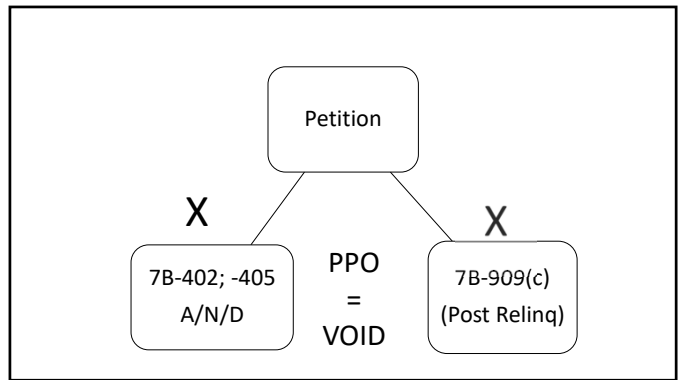 Petition
X
X
7B-402; -405
A/N/D
PPO
=
VOID
7B-909(c)
(Post Relinq)